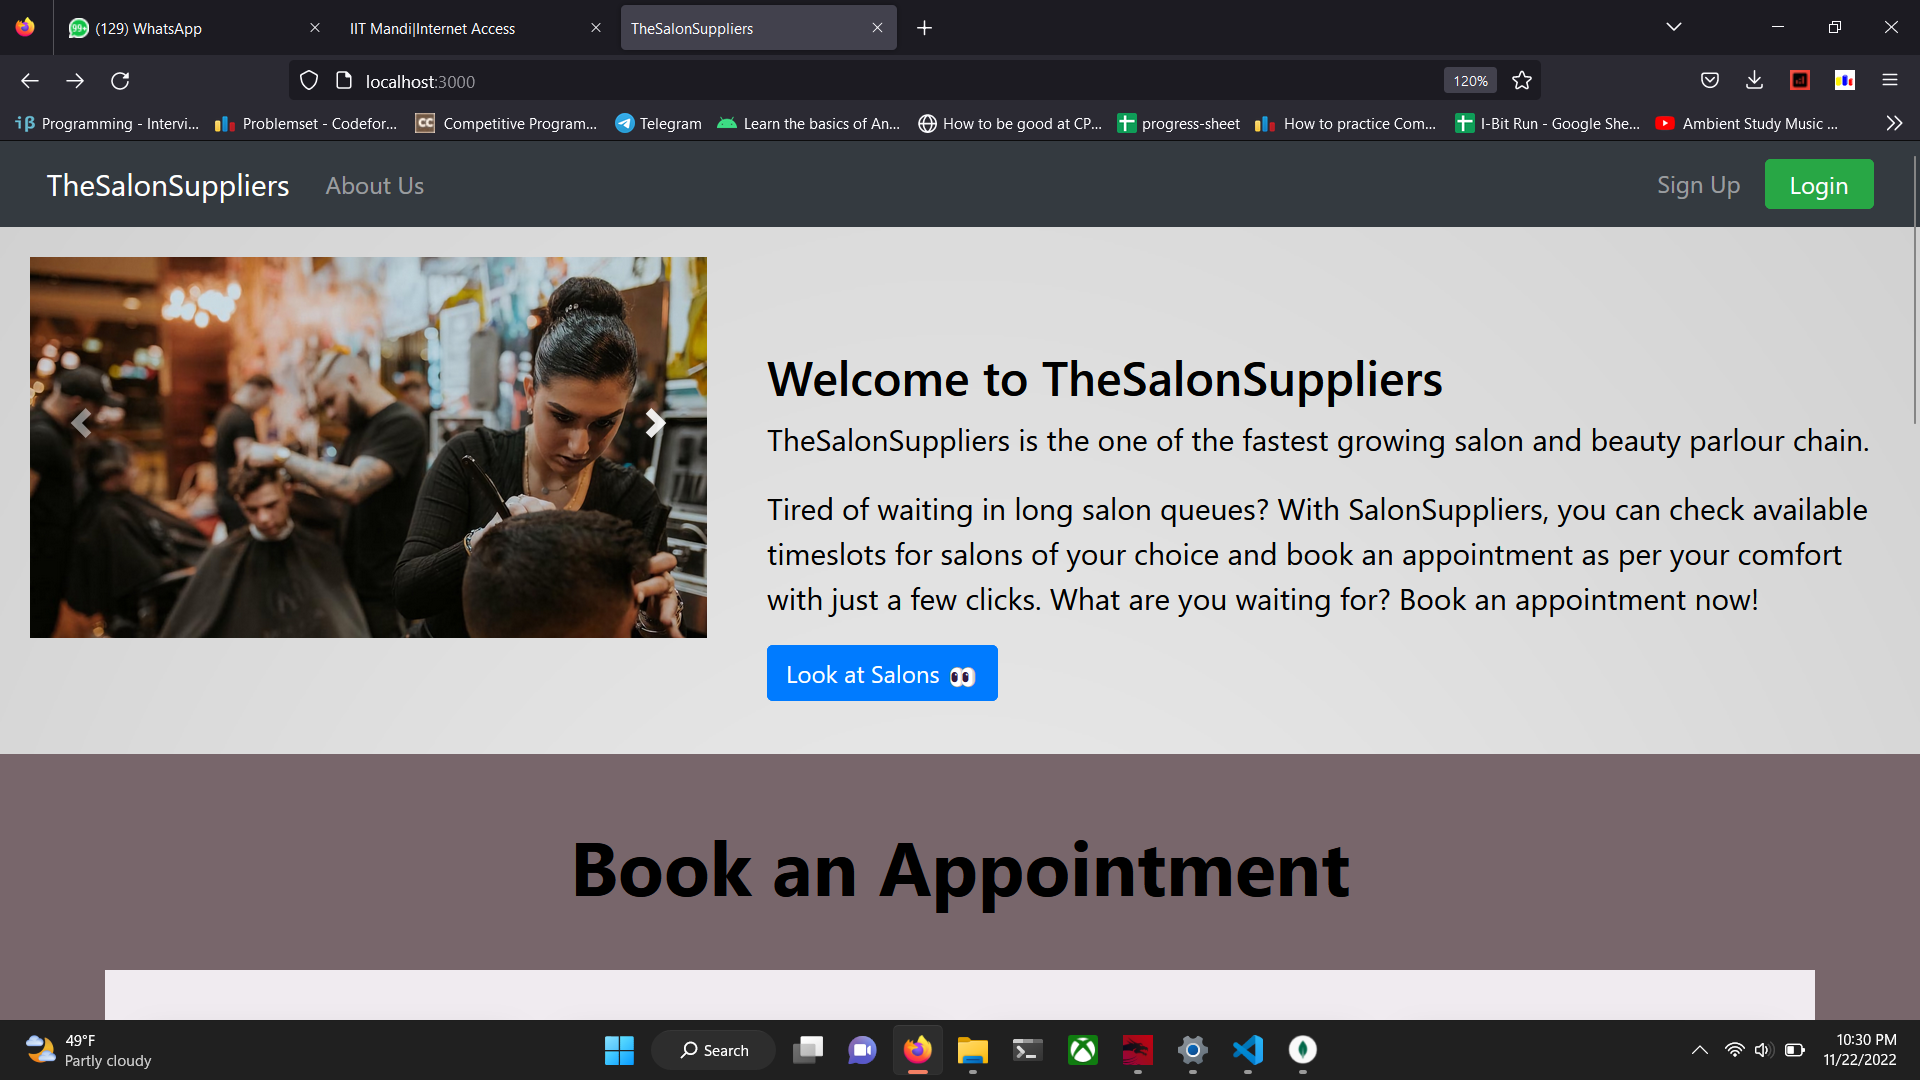 (129) WhatsApp
IIT Mandi|Internet Access
TheSalonSuppliers
localhost:3000
120%
Programming - Intervi...
Problemset - Codefor...
CC
Competitive Program...
Telegram
Learn the basics of An...
How to be good at CP...
progress-sheet
How to practice Com...
I-Bit Run - Google She...
Ambient Study Music ...
TheSalonSuppliers
About Us
Sign Up
Login
Welcome to TheSalonSuppliers
TheSalonSuppliers is the one of the fastest growing salon and beauty parlour chain.
Tired of waiting in long salon queues? With SalonSuppliers, you can check available
timeslots for salons of your choice and book an appointment as per your comfort
with just a few clicks. What are you waiting for? Book an appointment now!
Look at Salons 👀
Book an Appointment
49°F
Partly cloudy
Search
10:30 PM
11/22/2022